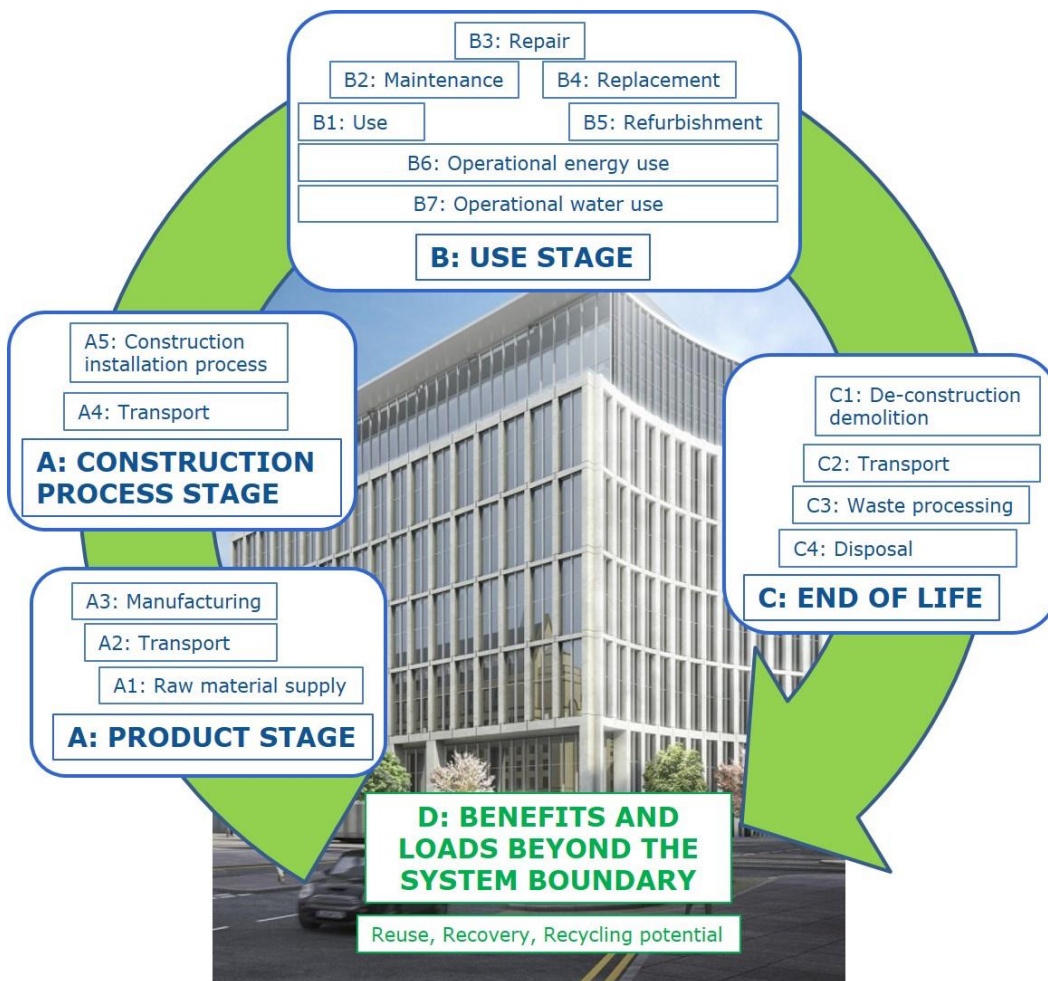 B3: Repair
B2: Maintenance
B4: Replacement
B1: Use
B5: Refurbishment
B6: Operational energy use
B7: Operational water use
B: USE STAGE
A5: Construction
installation process
A4: Transport
A: CONSTRUCTION
PROCESS STAGE
A3: Manufacturing
A2: Transport
A1: Raw material supply
A: PRODUCT STAGE
C1: De-construction
demolition
C2: Transport
C3: Waste processing
C4: Disposal
C: END OF LIFE
D: BENEFITS AND
LOADS BEYOND THE
SYSTEM BOUNDARY
Reuse, Recovery, Recycling potential